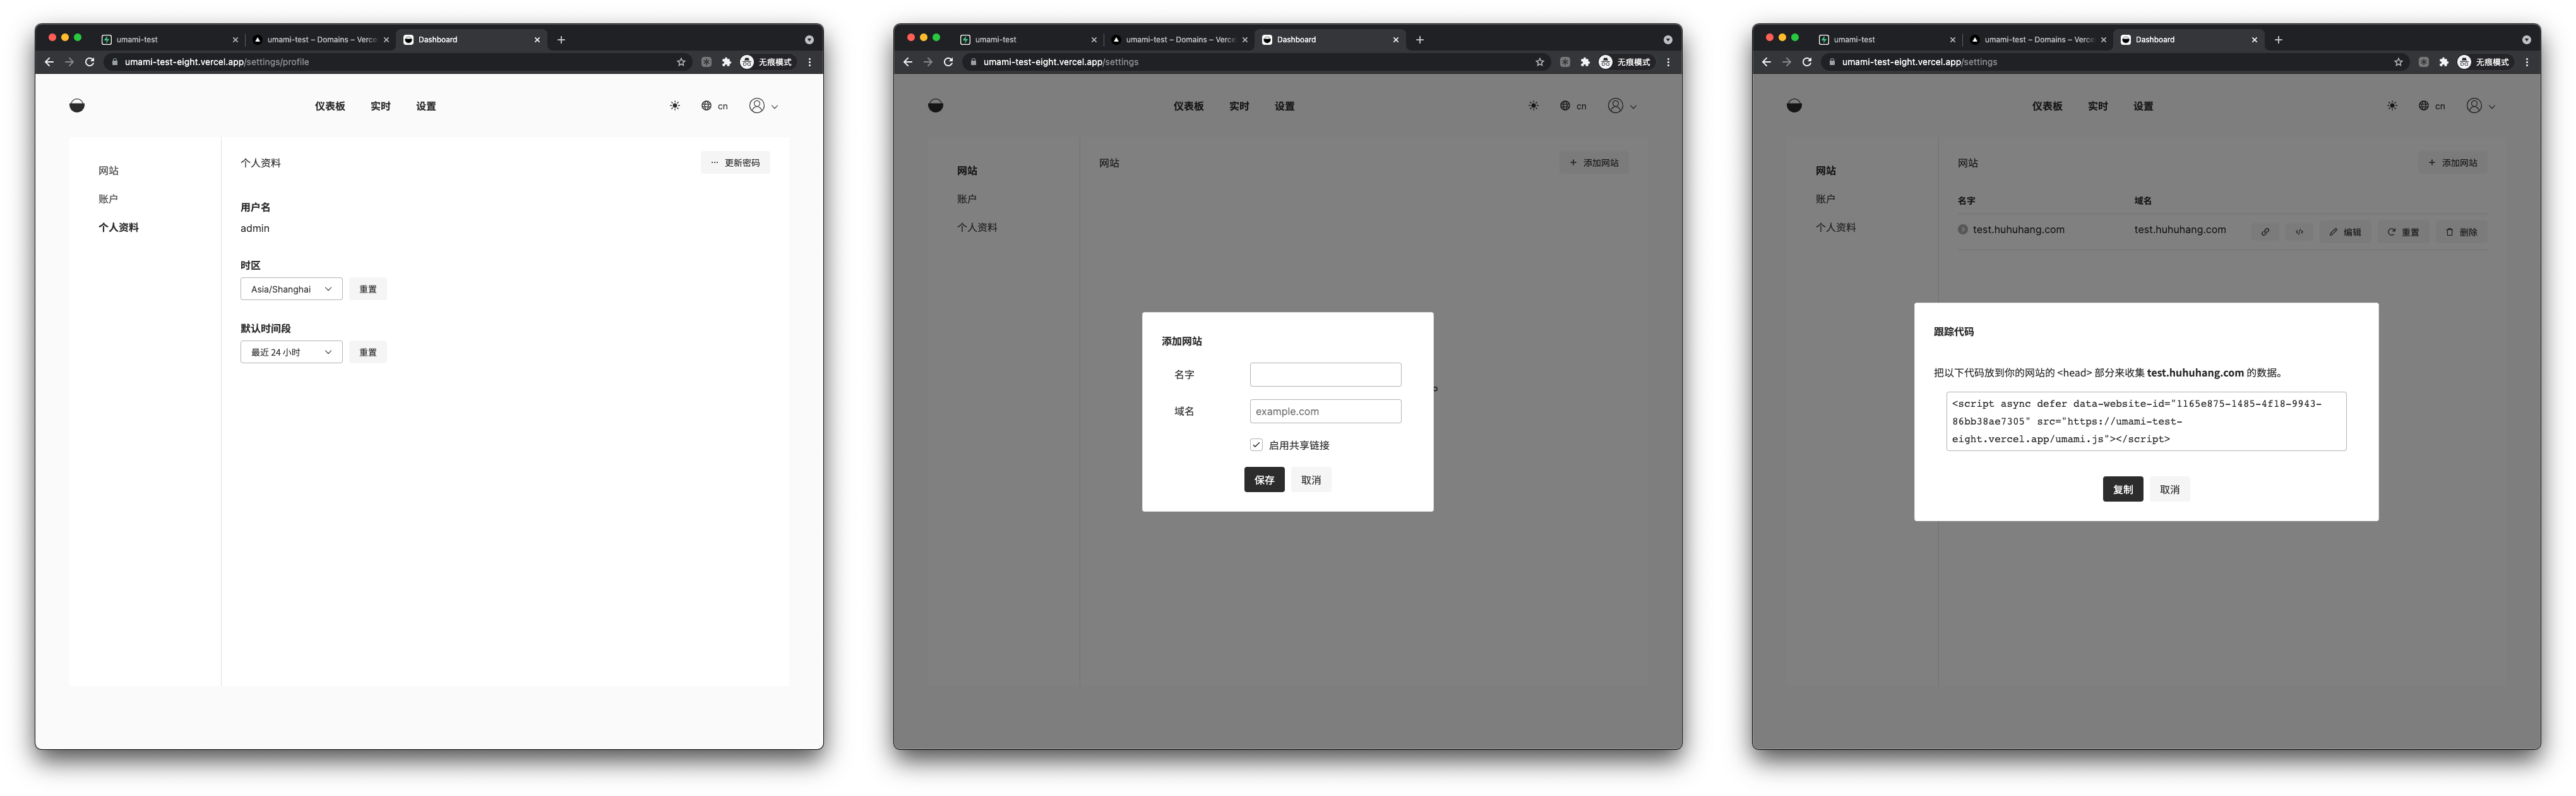 umami-test
umami-test – Domains – Verce
Dashboard
umami-test-eight.vercel.app/settings/profile
无痕模式
仪表板
实时
设置
cn
网站
账户
个人资料
个人资料
更新密码
用户名
admin
时区
Asia/Shanghai
重置
默认时间段
最近 24 小时
重置
umami-test
umami-test – Domains – Verce
Dashboard
umami-test-eight.vercel.app/settings
无痕模式
仪表板
实时
设置
cn
网站
账户
个人资料
网站
添加网站
添加网站
名字
域名
example.com
启用共享链接
保存
取消
umami-test
umami-test – Domains – Verce
Dashboard
umami-test-eight.vercel.app/settings
无痕模式
仪表板
实时
设置
cn
网站
账户
个人资料
网站
添加网站
名字
域名
test.huhuhang.com
test.huhuhang.com
编辑
重置
删除
跟踪代码
把以下代码放到你的网站的 <head> 部分来收集 test.huhuhang.com 的数据。
<script async defer data-website-id="1165e875-1485-4f18-9943-
86bb38ae7305" src="https://umami-test-
eight.vercel.app/umami.js"></script>
复制
取消